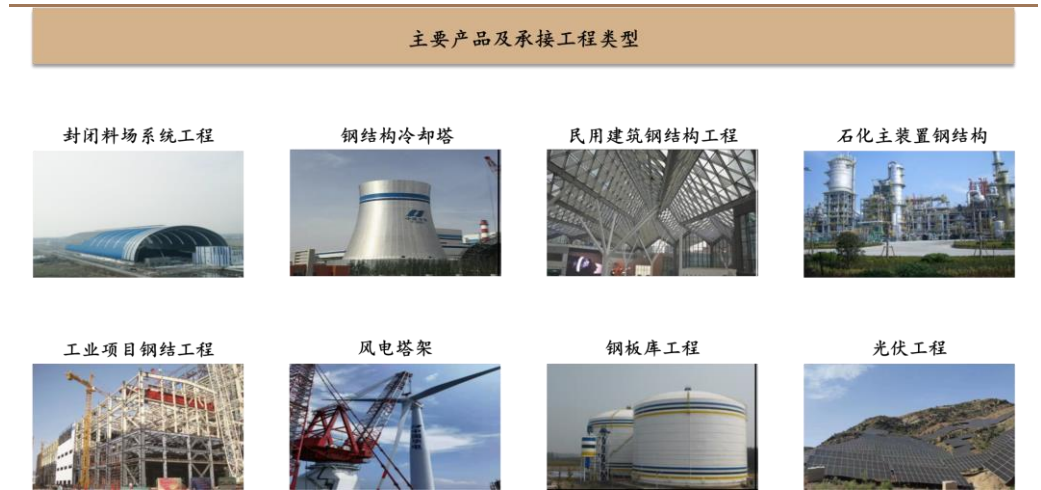 主要产品及承接工程类型
封闭料场系统工程
钢结构冷却塔
民用建筑钢结构工程
石化主装置钢结构
工业项目钢结工程
风电塔架
钢板库工程
光伏工程